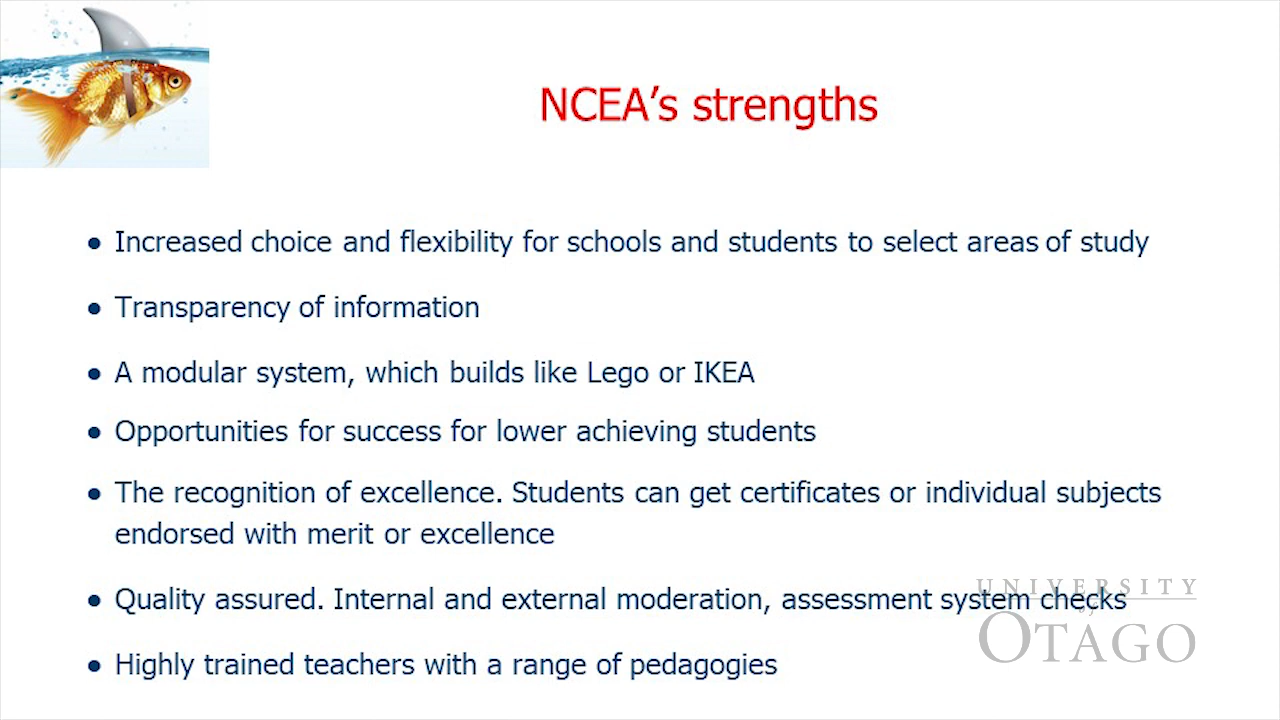 NCEA's strengths
● Increased choice and flexibility for schools and students to select areas of study
● Transparency of information
● A modular system, which builds like Lego or IKEA
● Opportunities for success for lower achieving students
● The recognition of excellence. Students can get certificates or individual subjects
endorsed with merit or excellence
● Quality assured. Internal and external moderation, assessment system checks
● Highly trained teachers with a range of pedagogies
UNIVERSITY
of
OTAGO